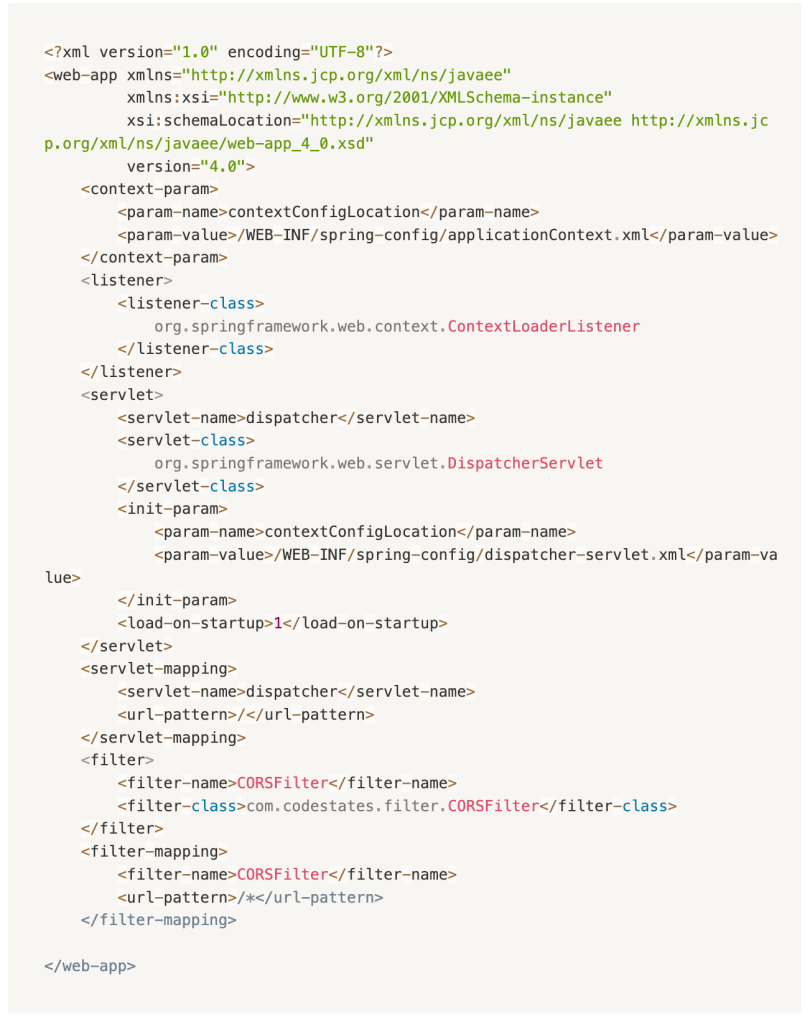 <?xml version="1.0" encoding="UTF-8"?>
<web-app xmlns="http://xmlns.jcp.org/xml/ns/javaee"
         xmlns:xsi="http://www.w3.org/2001/XMLSchema-instance"
         xsi:schemaLocation="http://xmlns.jcp.org/xml/ns/javaee http://xmlns.jc
p.org/xml/ns/javaee/web-app_4_0.xsd"
         version="4.0">
    <context-param>
        <param-name>contextConfigLocation</param-name>
        <param-value>/WEB-INF/spring-config/applicationContext.xml</param-value>
    </context-param>
    <listener>
        <listener-class>
            org.springframework.web.context.ContextLoaderListener
        </listener-class>
    </listener>
    <servlet>
        <servlet-name>dispatcher</servlet-name>
        <servlet-class>
            org.springframework.web.servlet.DispatcherServlet
        </servlet-class>
        <init-param>
            <param-name>contextConfigLocation</param-name>
            <param-value>/WEB-INF/spring-config/dispatcher-servlet.xml</param-va
lue>
        </init-param>
        <load-on-startup>1</load-on-startup>
    </servlet>
    <servlet-mapping>
        <servlet-name>dispatcher</servlet-name>
        <url-pattern>/</url-pattern>
    </servlet-mapping>
    <filter>
        <filter-name>CORSFilter</filter-name>
        <filter-class>com.codestates.filter.CORSFilter</filter-class>
    </filter>
    <filter-mapping>
        <filter-name>CORSFilter</filter-name>
        <url-pattern>/*</url-pattern>
    </filter-mapping>

</web-app>